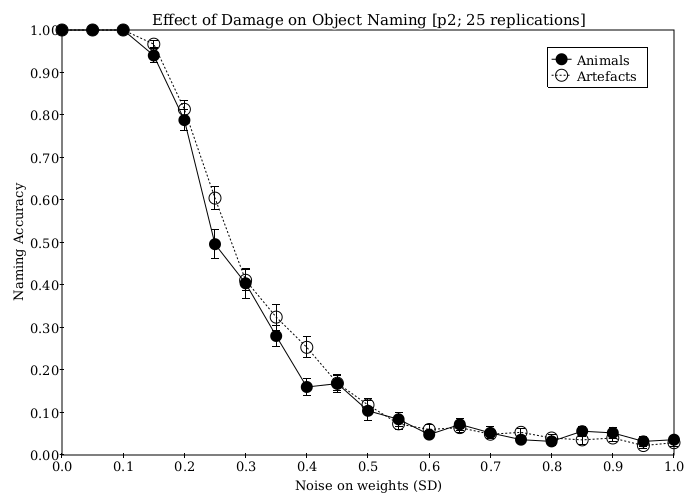 Effect of Damage on Object Naming [p2; 25 replications]
1.00
0.90
0.80
0.70
0.60
0.50
0.40
0.30
0.20
0.10
0.00
Naming Accuracy
Animals
Artefacts
0.0 0.1 0.2 0.3 0.4 0.5 0.6 0.7 0.8 0.9 1.0
Noise on weights (SD)